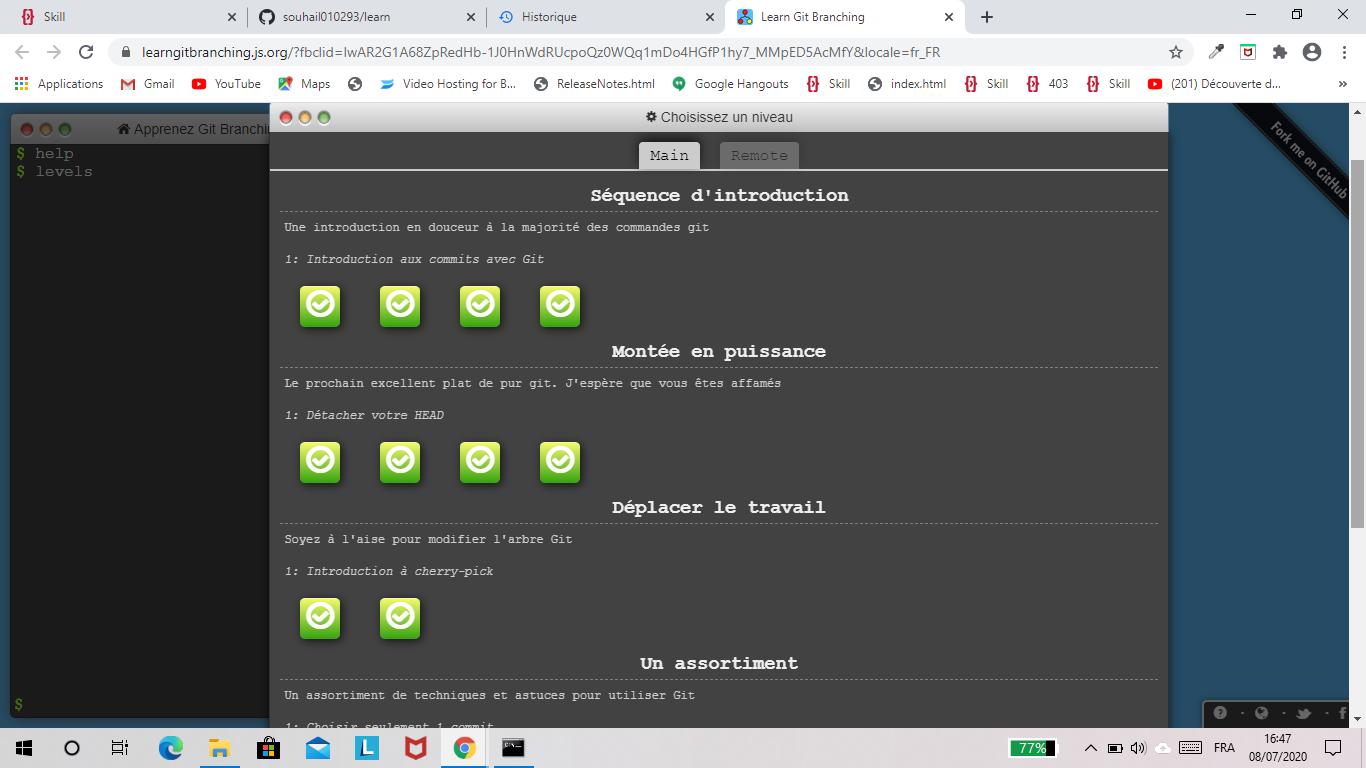 Skill
souhail010293/learn
Historique
Learn Git Branching
learngitbranching.js.org/?fbclid=IwAR2G1A68ZpRedHb-1J0HnWdRUcpoQz0WQq1mDo4HGfP1hy7_MMpED5AcMfY&locale=fr_FR
Applications
Gmail
YouTube
Maps
Video Hosting for B...
ReleaseNotes.html
Google Hangouts
Skill
index.html
Skill
403
Skill
(201) Découverte d...
»
Apprenez Git Branchi
$ help
$ levels
$
Choisissez un niveau
Main
Remote
Séquence d'introduction
Une introduction en douceur à la majorité des commandes git
1: Introduction aux commits avec Git
Montée en puissance
Le prochain excellent plat de pur git. J'espère que vous êtes affamés
1: Détacher votre HEAD
Déplacer le travail
Soyez à l'aise pour modifier l'arbre Git
1: Introduction à cherry-pick
Un assortiment
Un assortiment de techniques et astuces pour utiliser Git
1: Choisir seulement 1 commit
Fork me on GitHub
77%
FRA
16:47
08/07/2020